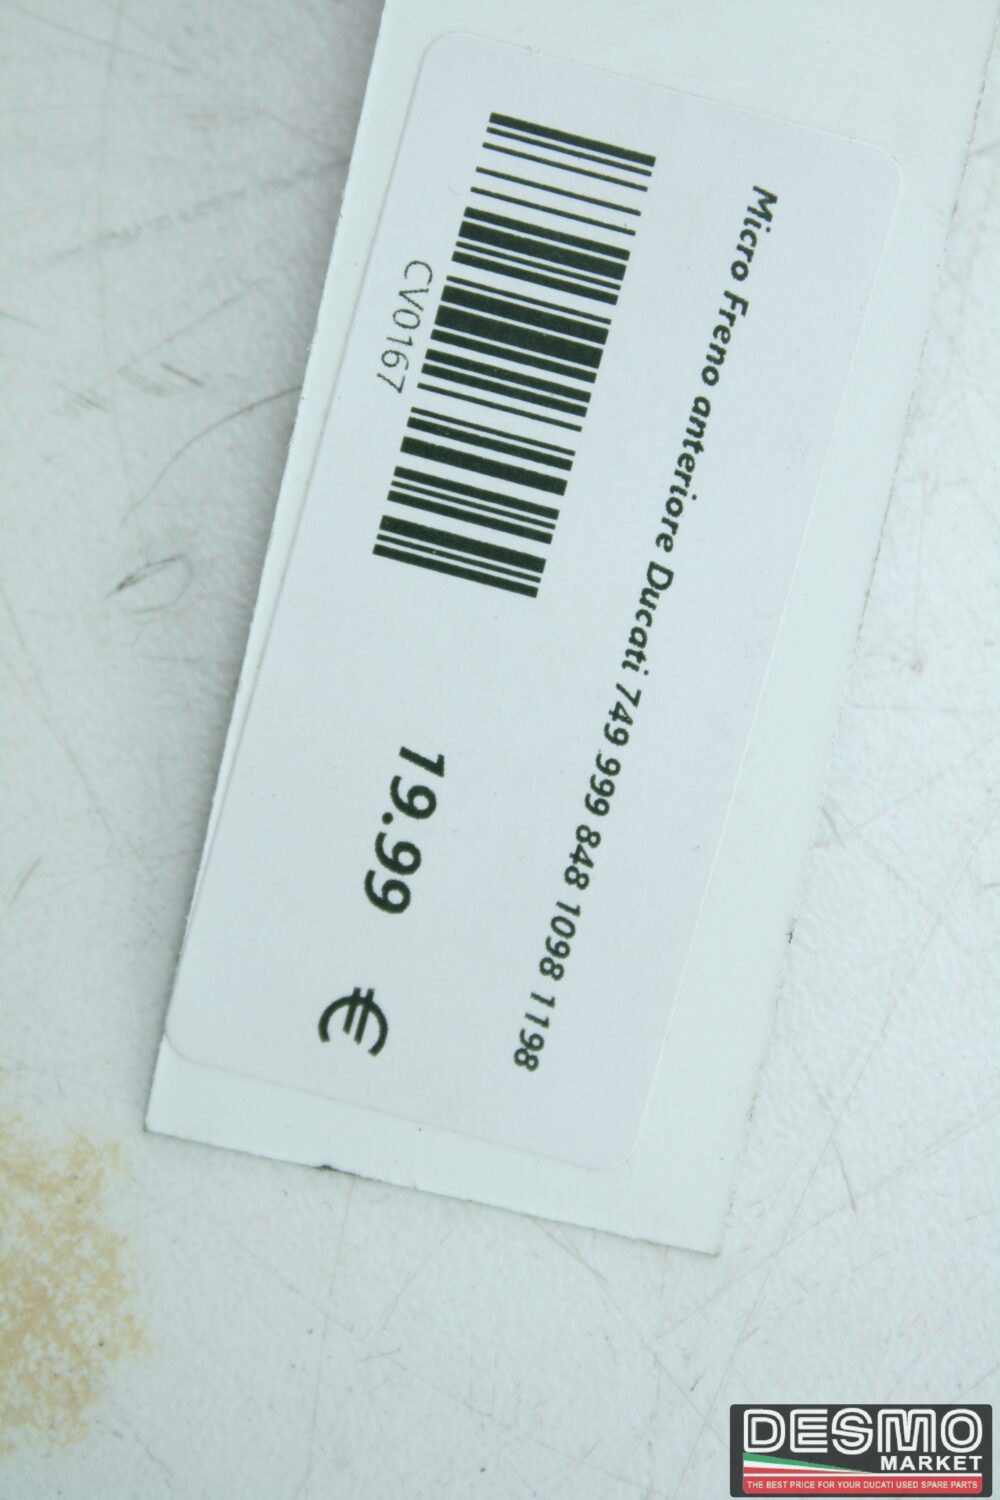 Micro Freno anteriore Ducati 749 999 848 1098 1198
CV0167
19.99 €
DESMO
MARKET
THE BEST PRICE FOR YOUR DUCATI USED SPARE PARTS